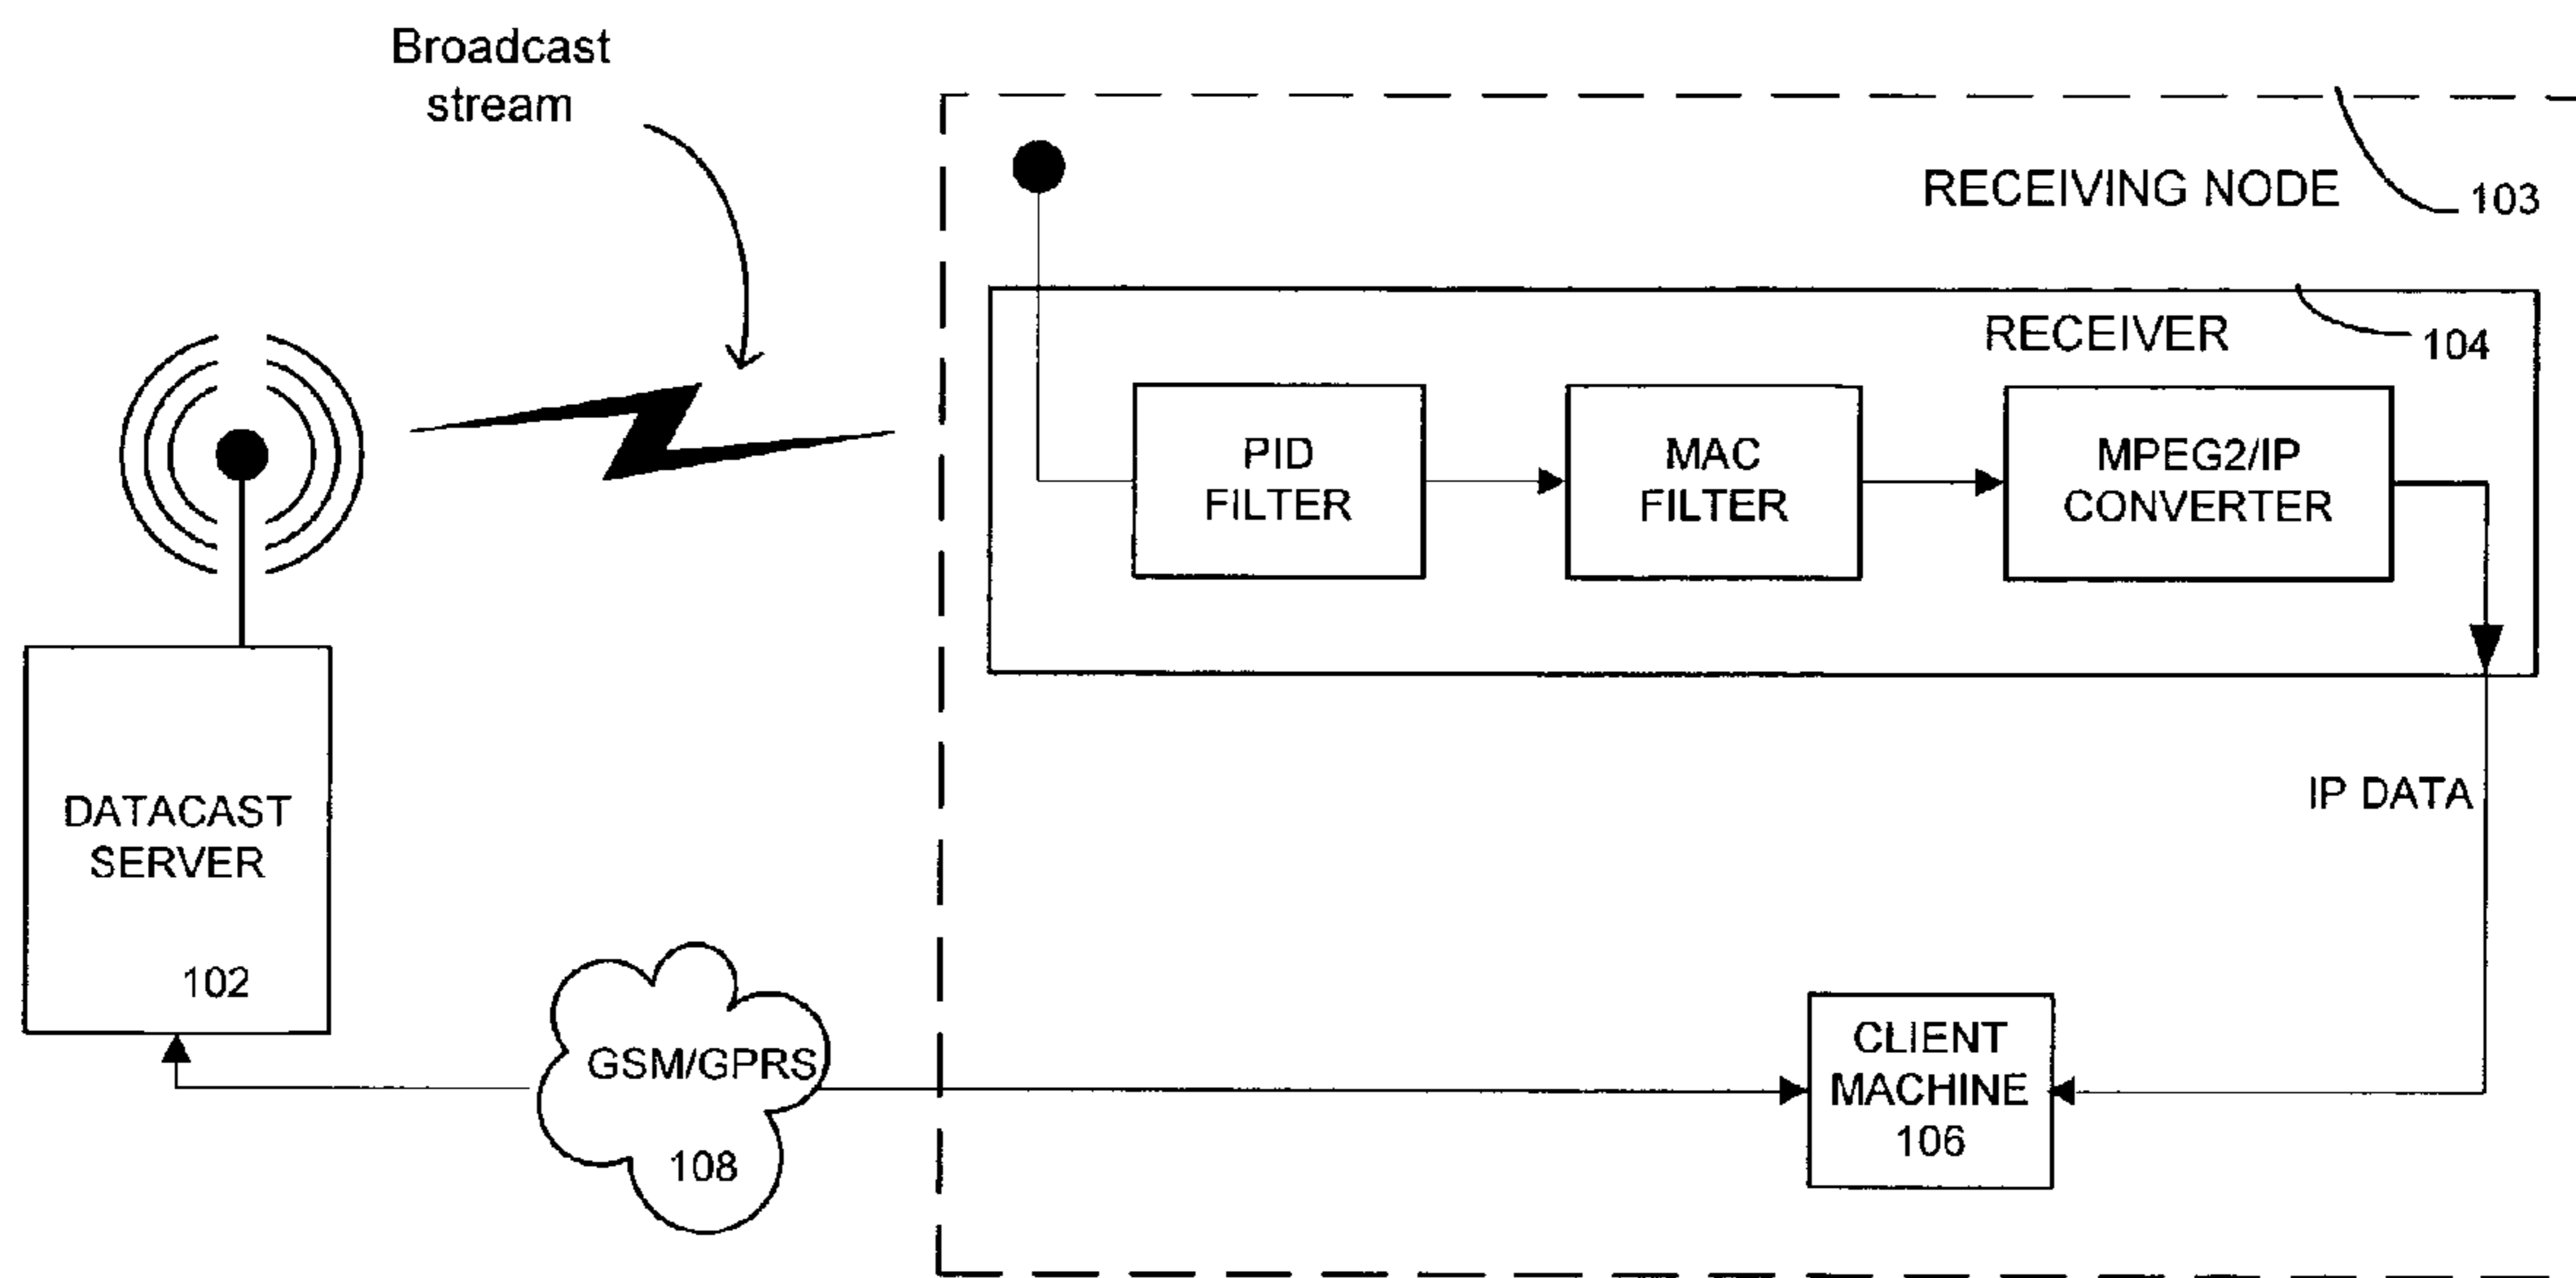 Broadcast
stream
RECEIVING NODE
103
RECEIVER
104
PID
FILTER
MAC
FILTER
MPEG2/IP
CONVERTER
DATACAST
SERVER
102
IP DATA
GSM/GPRS
108
CLIENT
MACHINE
106